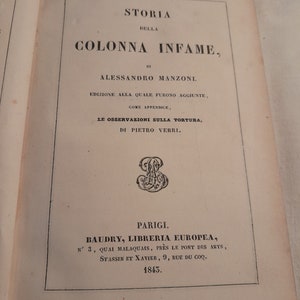 STORIA
DELLA
COLONNA INFAME,
DI
ALESSANDRO MANZONI.
EDIZIONE ALLA QUALE FURONO AGGIUNTE,
COME APPENDICE,
LE OSSERVAZIONI SULLA TORTURA,
DI PIETRO VERRI.
PARIGI.
BAUDRY, LIBRERIA EUROPEA,
N° 3, QUAI MALAQUAIS, PRÈS LE PONT DES ARTS,
STASSIN ET XAVIER, 9, RUE DU COQ.
1843.